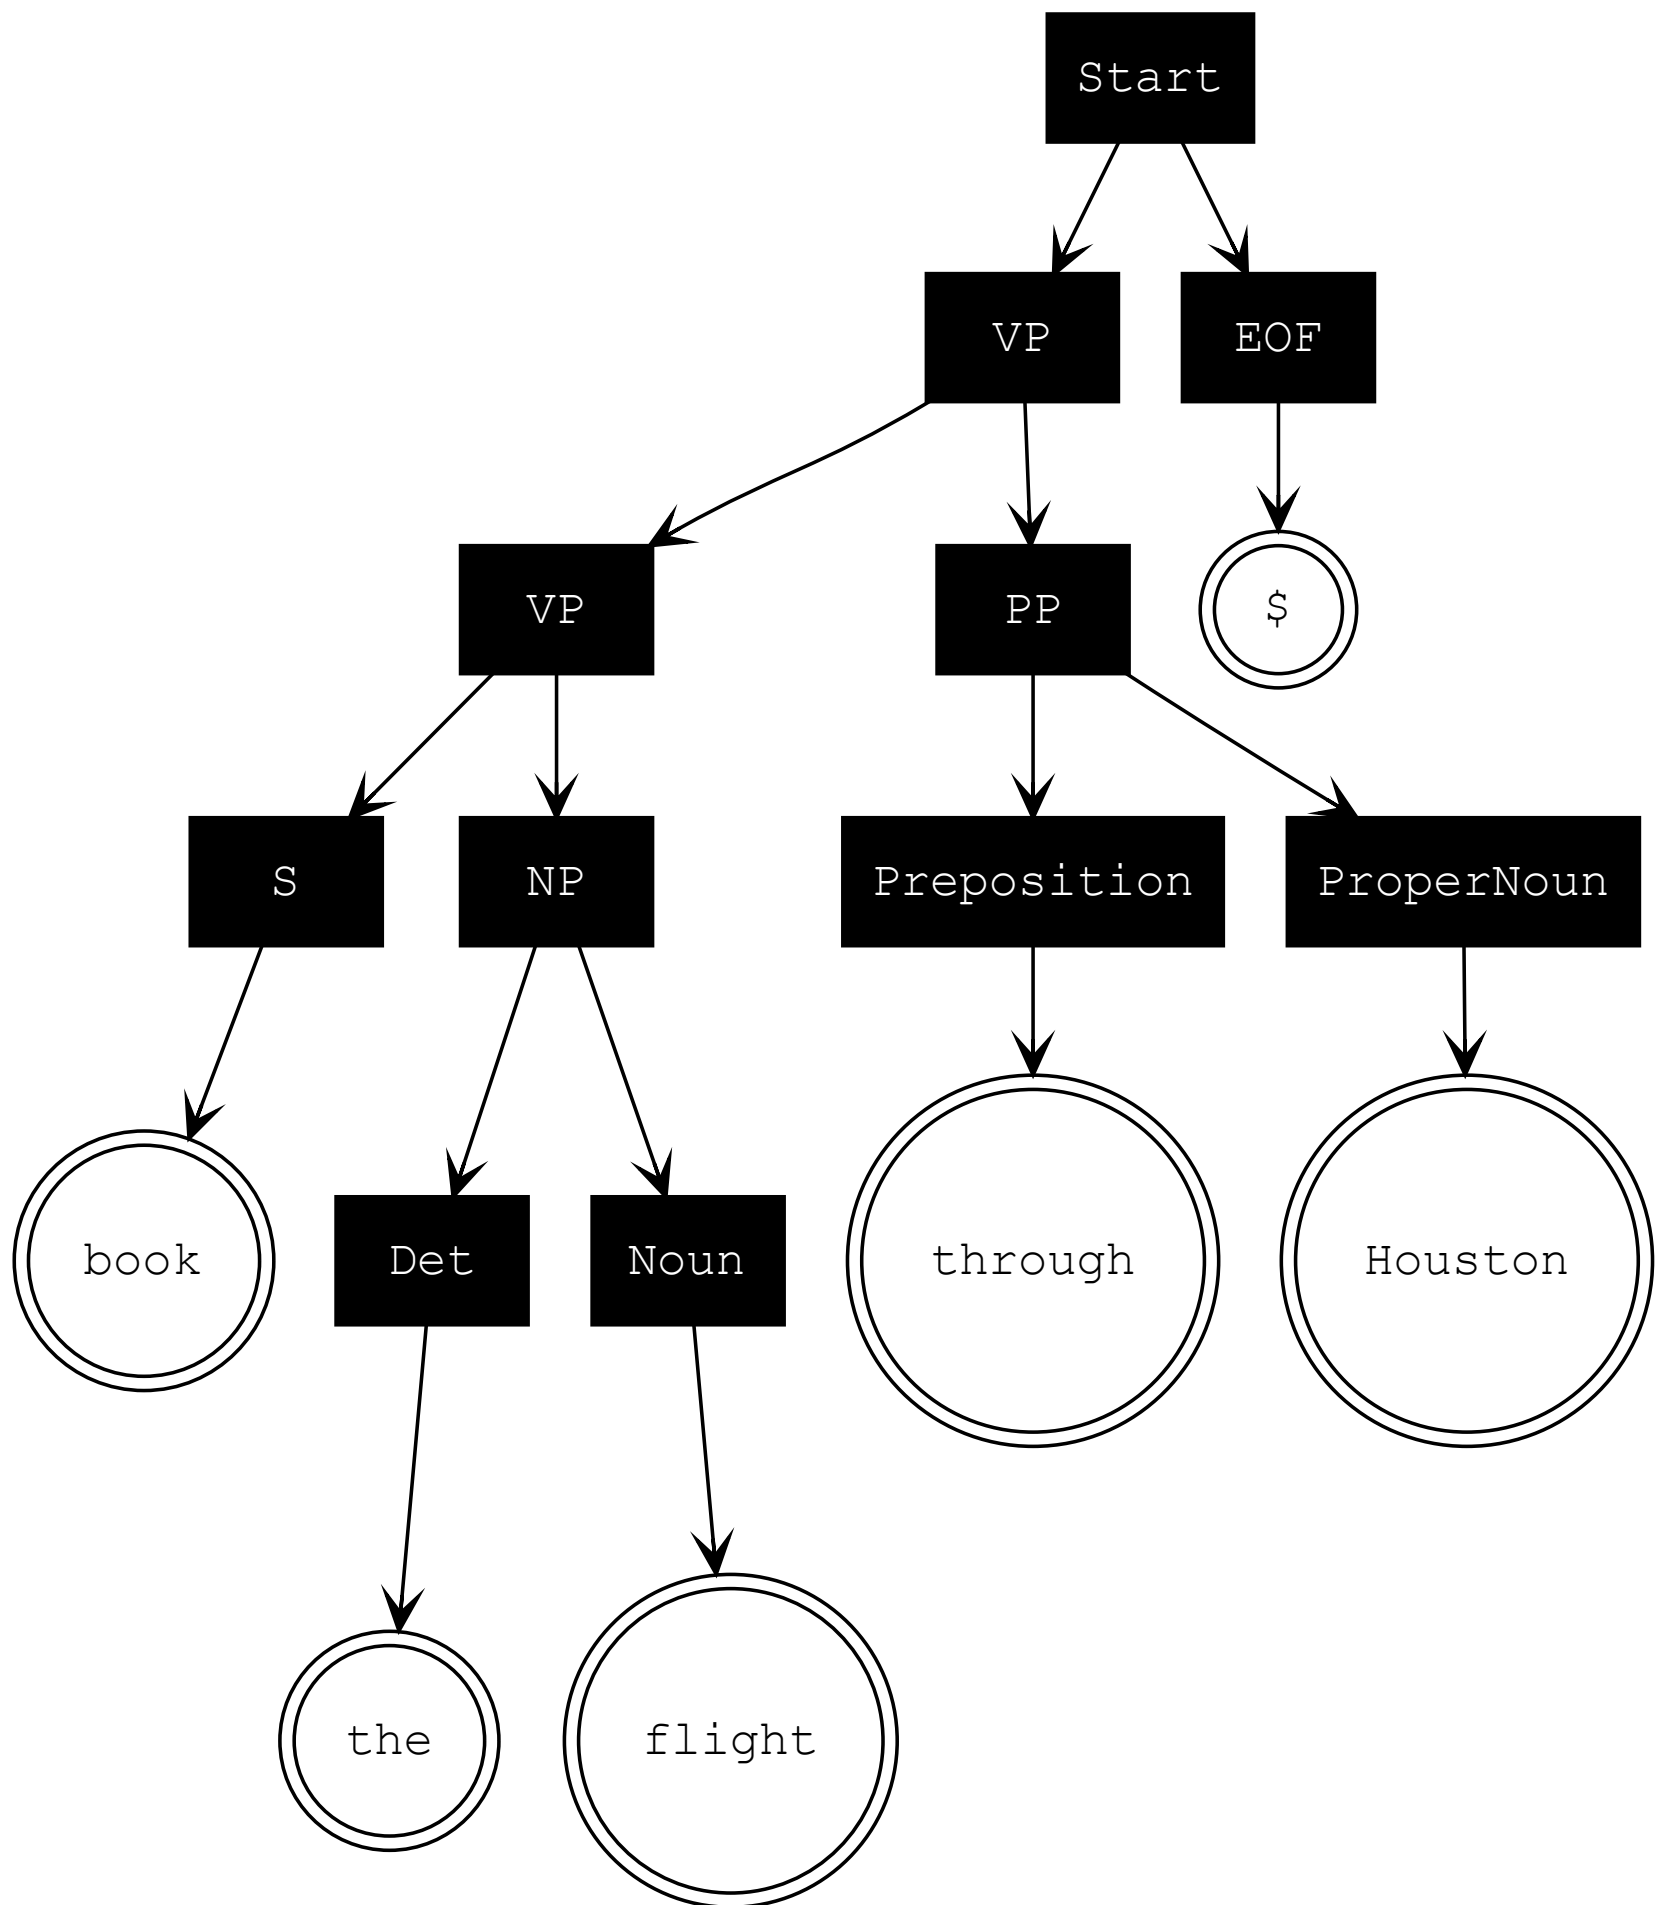 Start
VP EOF
VP PP $
S NP Preposition ProperNoun
book Det Noun through Houston
the flight